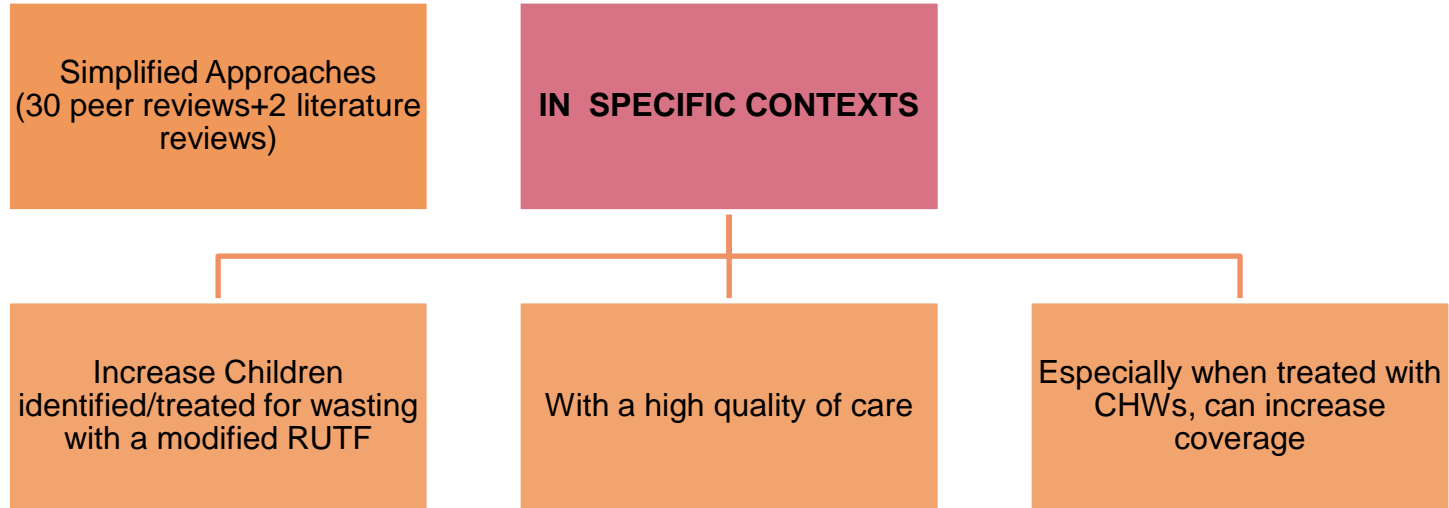 Simplified Approaches
(30 peer reviews+2 literature
reviews)
IN SPECIFIC CONTEXTS
Increase Children
identified/treated for wasting
with a modified RUTF
With a high quality of care
Especially when treated with
CHWs, can increase
coverage